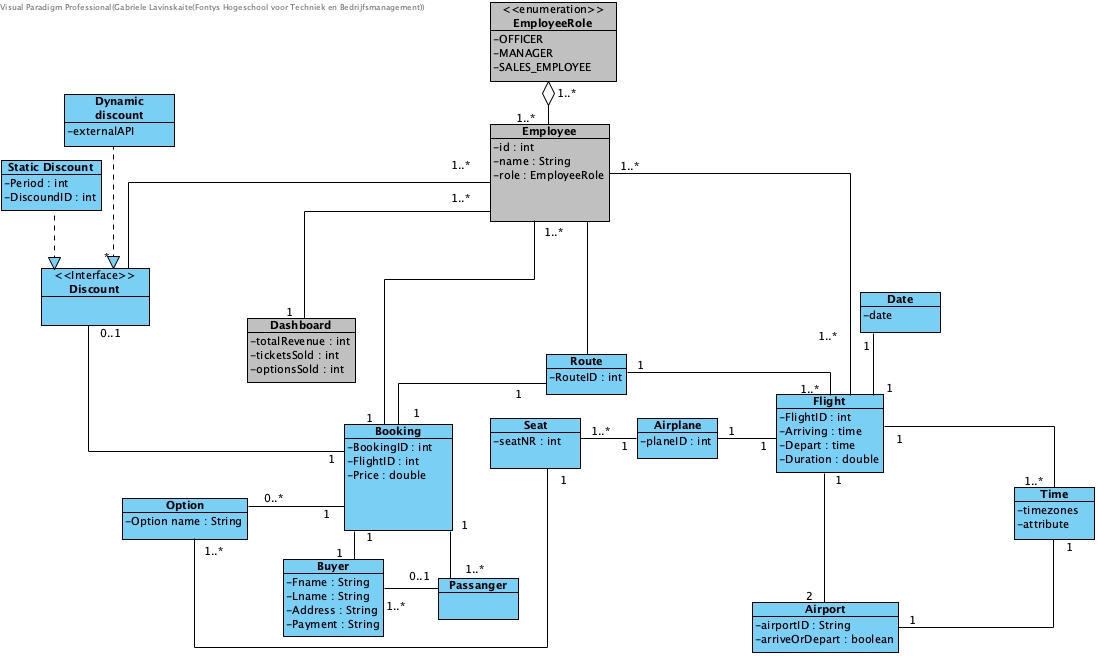 Visual Paradigm Professional(Gabriele Lavinskaite(Fontys Hogeschool voor Techniek en Bedrijfsmanagement))
<<enumeration>>
EmployeeRole
-OFFICER
-MANAGER
-SALES_EMPLOYEE
1..*
1..*
Employee
-id : int
-name : String
-role : EmployeeRole
1..*
1..*
1..*
1..*
Dynamic
discount
-externalAPI
Static Discount
-Period : int
-DiscoundID : int
*
<<Interface>>
Discount
0..1
1
Dashboard
-totalRevenue : int
-ticketsSold : int
-optionsSold : int
Date
-date
1
1..*
Route
-RouteID : int
1
1
1..*
1
Flight
-FlightID : int
-Arriving : time
-Depart : time
-Duration : double
1
1
1
1
1
Booking
-BookingID : int
-FlightID : int
-Price : double
1
Seat
-seatNR : int
1..*
1
1
Airplane
-planeID : int
1
1
1..*
Time
-timezones
-attribute
1
Option
-Option name : String
0..*
1
1..*
1
1
1
Buyer
-Fname : String
-Lname : String
-Address : String
-Payment : String
0..1
1..*
1..*
Passanger
2
Airport
-airportID : String
-arriveOrDepart : boolean
1